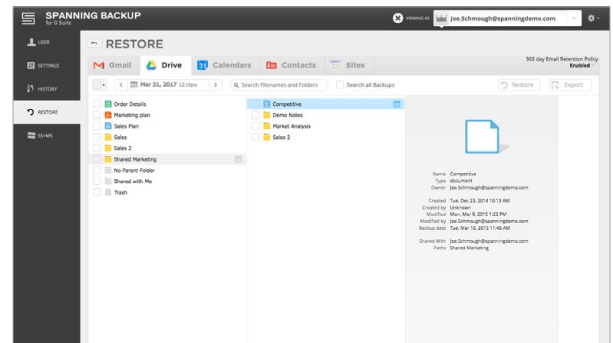 SPANNING BACKUP
for G Suite
VIEWING AS
Joe.Schmough@spanningdemo.com
USER
SETTINGS
HISTORY
RESTORE
RESTORE
Gmail
Drive
31
Calendars
Contacts
Sites
365 day Email Retention Policy
Enabled
Mar 31, 2017 12:09pm
Search Filenames and Folders
Search all Backups
Restore
Export
Order Details
Marketing plan
Sales Plan
Sales
Sales 2
Shared Marketing
No Parent Folder
Shared with Me
Trash
Competitive
Demo Notes
Market Analysis
Sales 2
Name Competitive
Type document
Owner Joe.Schmough@spanningdemo.com
Created Tue, Dec 23, 2014 10:13 AM
Created by Unknown
Modified Mon, Mar 9, 2015 1:22 PM
Modified by Joe.Schmough@spanningdemo.com
Backup date Tue, Mar 10, 2015 11:46 AM
Shared With Joe.Schmough@spanningdemo.com
Paths Shared Marketing